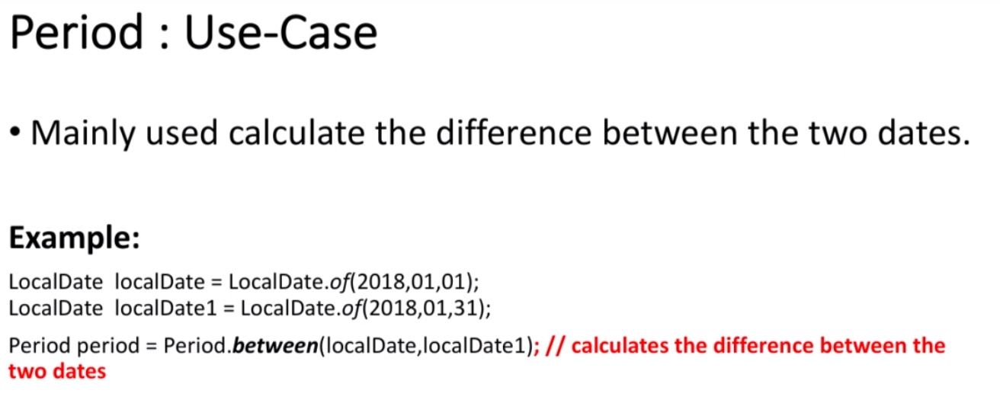 Period : Use-Case
• Mainly used calculate the difference between the two dates.
Example:
LocalDate localDate = LocalDate.of(2018,01,01);
LocalDate localDate1 = LocalDate.of(2018,01,31);
Period period = Period.between(localDate,localDate1); // calculates the difference between the
two dates